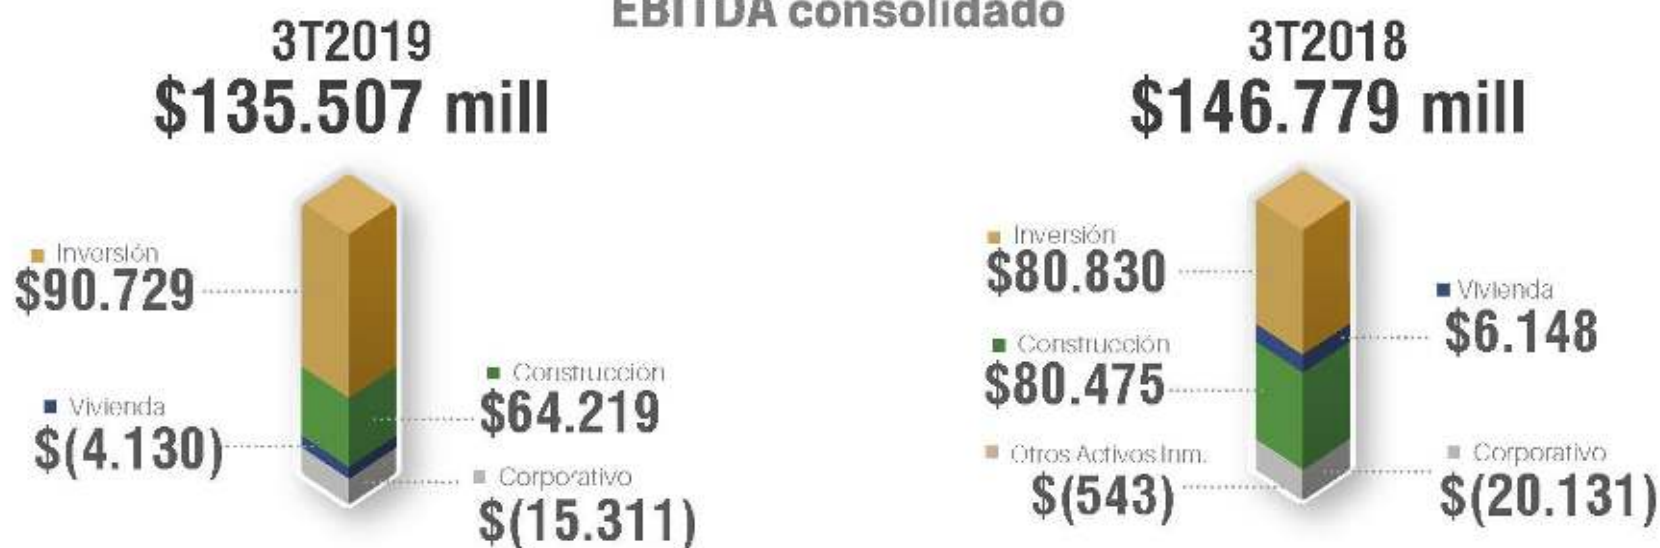 EBITDA consolidado
3T2019
$135.507 mill
Inversión
$90.729
Vivienda
$(4.130)
Construcción
$64.219
Corporativo
$(15.311)
3T2018
$146.779 mill
Inversión
$80.830
Construcción
$80.475
Otros Activos Inm.
$(543)
Vivienda
$6.148
Corporativo
$(20.131)